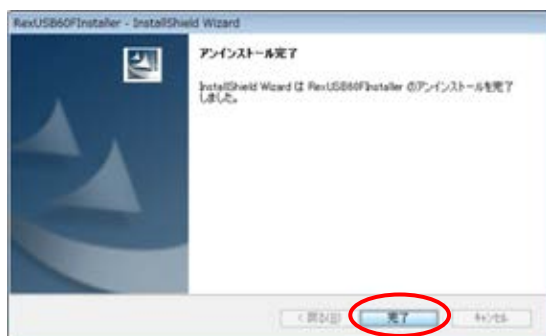 RexUSB60FInstaller - InstallShield Wizard
アンインストール完了
InstallShield Wizard は RexUSB60FInstaller のアンインストールを完了
しました。
< 戻る(B)
完了
キャンセル